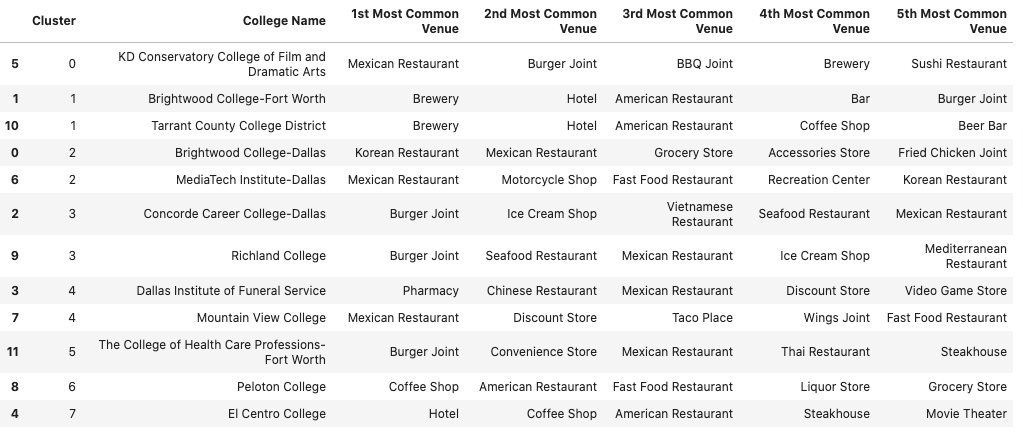 Cluster College Name 1st Most Common Venue 2nd Most Common Venue 3rd Most Common Venue 4th Most Common Venue 5th Most Common Venue
5 0 KD Conservatory College of Film and Dramatic Arts Mexican Restaurant Burger Joint BBQ Joint Brewery Sushi Restaurant
1 1 Brightwood College-Fort Worth Brewery Hotel American Restaurant Bar Burger Joint
10 1 Tarrant County College District Brewery Hotel American Restaurant Coffee Shop Beer Bar
0 2 Brightwood College-Dallas Korean Restaurant Mexican Restaurant Grocery Store Accessories Store Fried Chicken Joint
6 2 MediaTech Institute-Dallas Mexican Restaurant Motorcycle Shop Fast Food Restaurant Recreation Center Korean Restaurant
2 3 Concorde Career College-Dallas Burger Joint Ice Cream Shop Vietnamese Restaurant Seafood Restaurant Mexican Restaurant
9 3 Richland College Burger Joint Seafood Restaurant Mexican Restaurant Ice Cream Shop Mediterranean Restaurant
3 4 Dallas Institute of Funeral Service Pharmacy Chinese Restaurant Mexican Restaurant Discount Store Video Game Store
7 4 Mountain View College Mexican Restaurant Discount Store Taco Place Wings Joint Fast Food Restaurant
11 5 The College of Health Care Professions-Fort Worth Burger Joint Convenience Store Mexican Restaurant Thai Restaurant Steakhouse
8 6 Peloton College Coffee Shop American Restaurant Fast Food Restaurant Liquor Store Grocery Store
4 7 El Centro College Hotel Coffee Shop American Restaurant Steakhouse Movie Theater